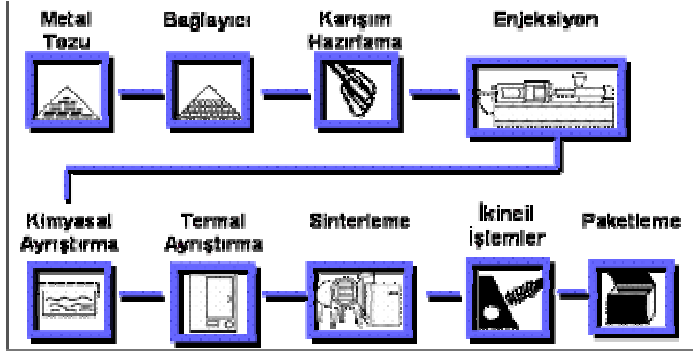 Metal
Tozu
Bağlayıcı
Karışım
Hazırlama
Enjeksiyon
Kimyasal
Ayrıştırma
Termal
Ayrıştırma
Sinterleme
İkincil
İşlemler
Paketleme